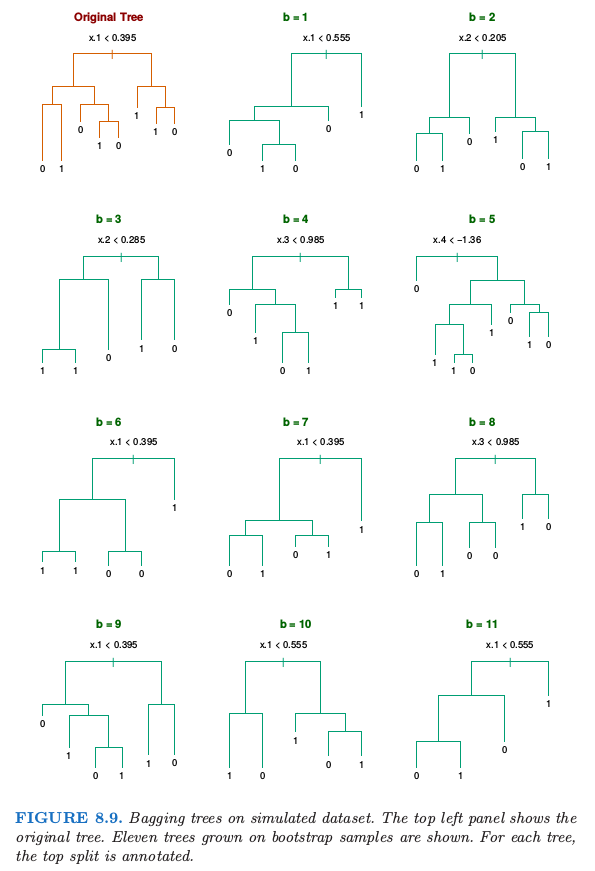 Original Tree
x.1 < 0.395
0 1 0 1 0 1 1 0
b = 1
x.1 < 0.555
0 1 0 0 1
b = 2
x.2 < 0.205
0 1 0 1 0 1
b = 3
x.2 < 0.285
1 1 0 1 0
b = 4
x.3 < 0.985
0 1 0 1 1 1
b = 5
x.4 < −1.36
0 1 1 0 1 0 1 0
b = 6
x.1 < 0.395
1 1 0 0 1
b = 7
x.1 < 0.395
0 1 0 1 1
b = 8
x.3 < 0.985
0 1 0 0 1 0
b = 9
x.1 < 0.395
0 1 0 1 1 0
b = 10
x.1 < 0.555
1 0 1 0 1
b = 11
x.1 < 0.555
0 1 0 1
FIGURE 8.9. Bagging trees on simulated dataset. The top left panel shows the
original tree. Eleven trees grown on bootstrap samples are shown. For each tree,
the top split is annotated.